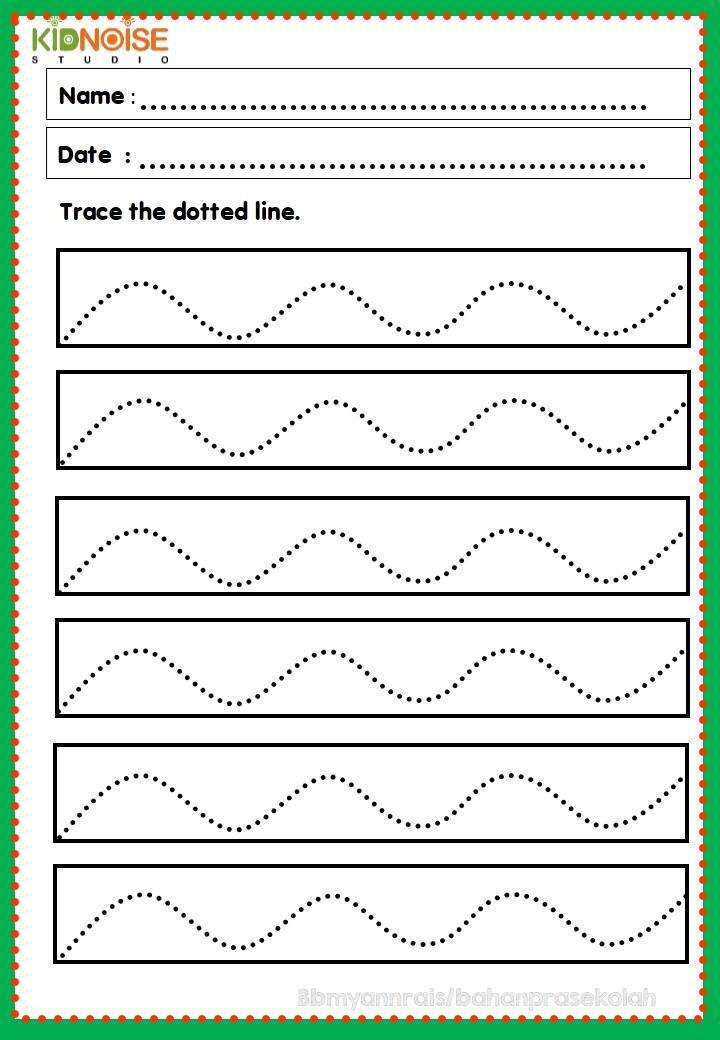 KIDNOISE
STUDIO
Name : ..................................................
Date : ..................................................
Trace the dotted line.
Bbmyannrais/bahanprasekolah